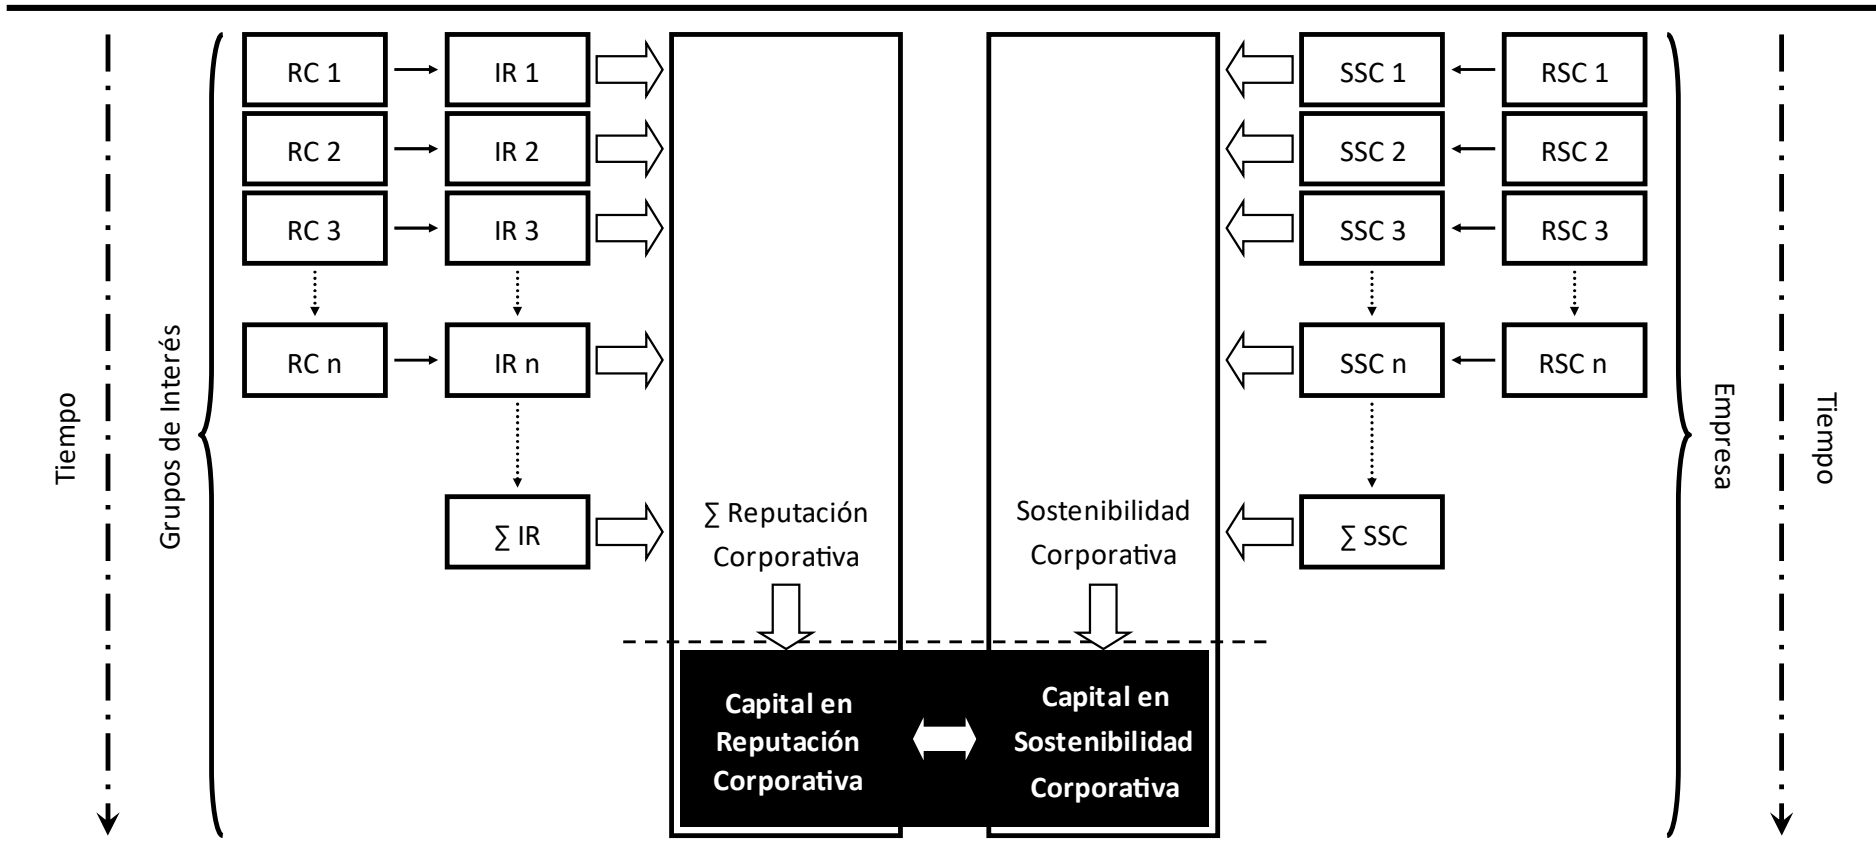 Tiempo
Grupos de Interés
RC 1
IR 1
SSC 1
RSC 1
RC 2
IR 2
SSC 2
RSC 2
RC 3
IR 3
SSC 3
RSC 3
RC n
IR n
SSC n
RSC n
∑ IR
∑ Reputación
Corporativa
Sostenibilidad
Corporativa
∑ SSC
Capital en
Reputación
Corporativa
Capital en
Sostenibilidad
Corporativa
Empresa
Tiempo